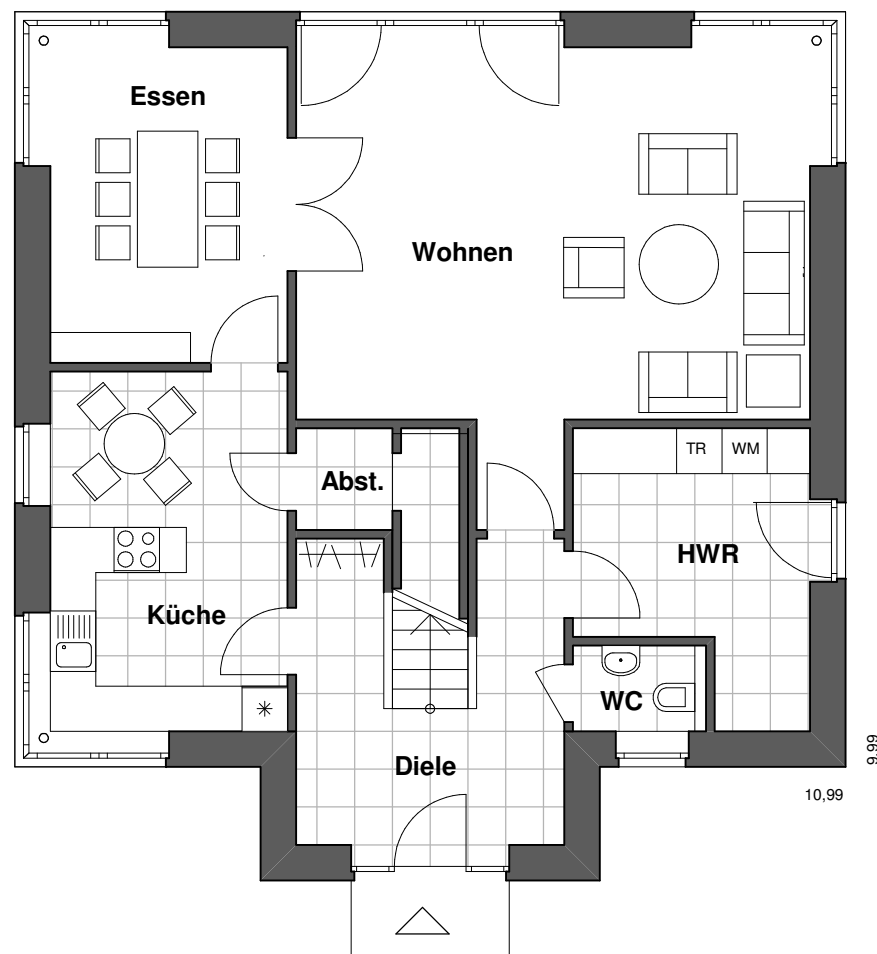 Essen
Wohnen
TR WM
Abst.
HWR
Küche
WC
Diele
9,99
10,99